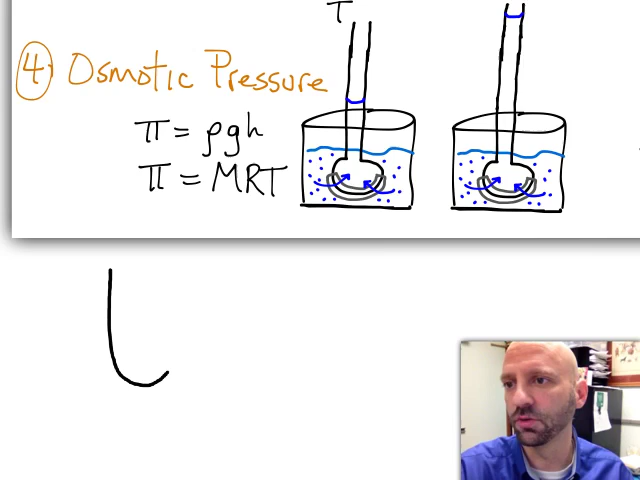 T
④ Osmotic Pressure
π = ρgh
π = MRT